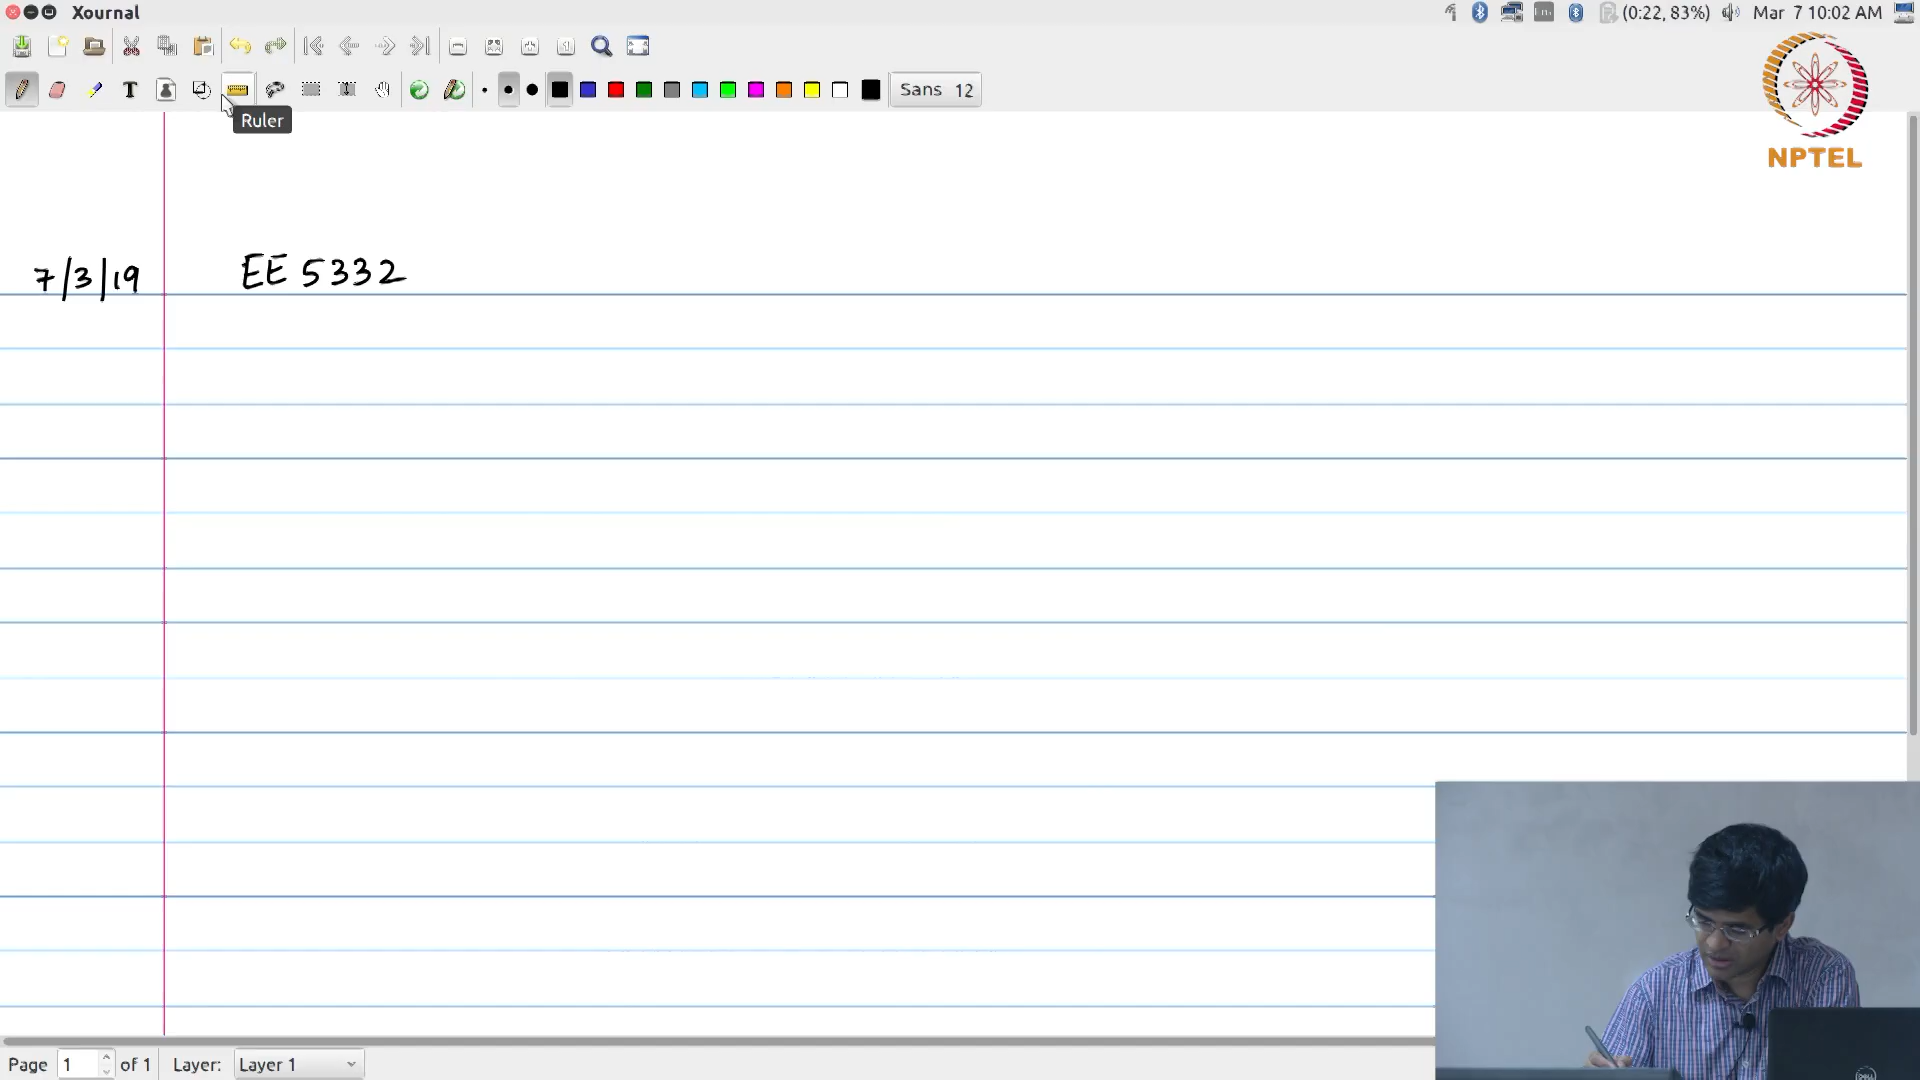 Xournal
(0:22, 83%) Mar 7 10:02 AM
Sans 12
Ruler
NPTEL
7/3/19 EE 5332
Page 1 of 1 Layer: Layer 1
DELL